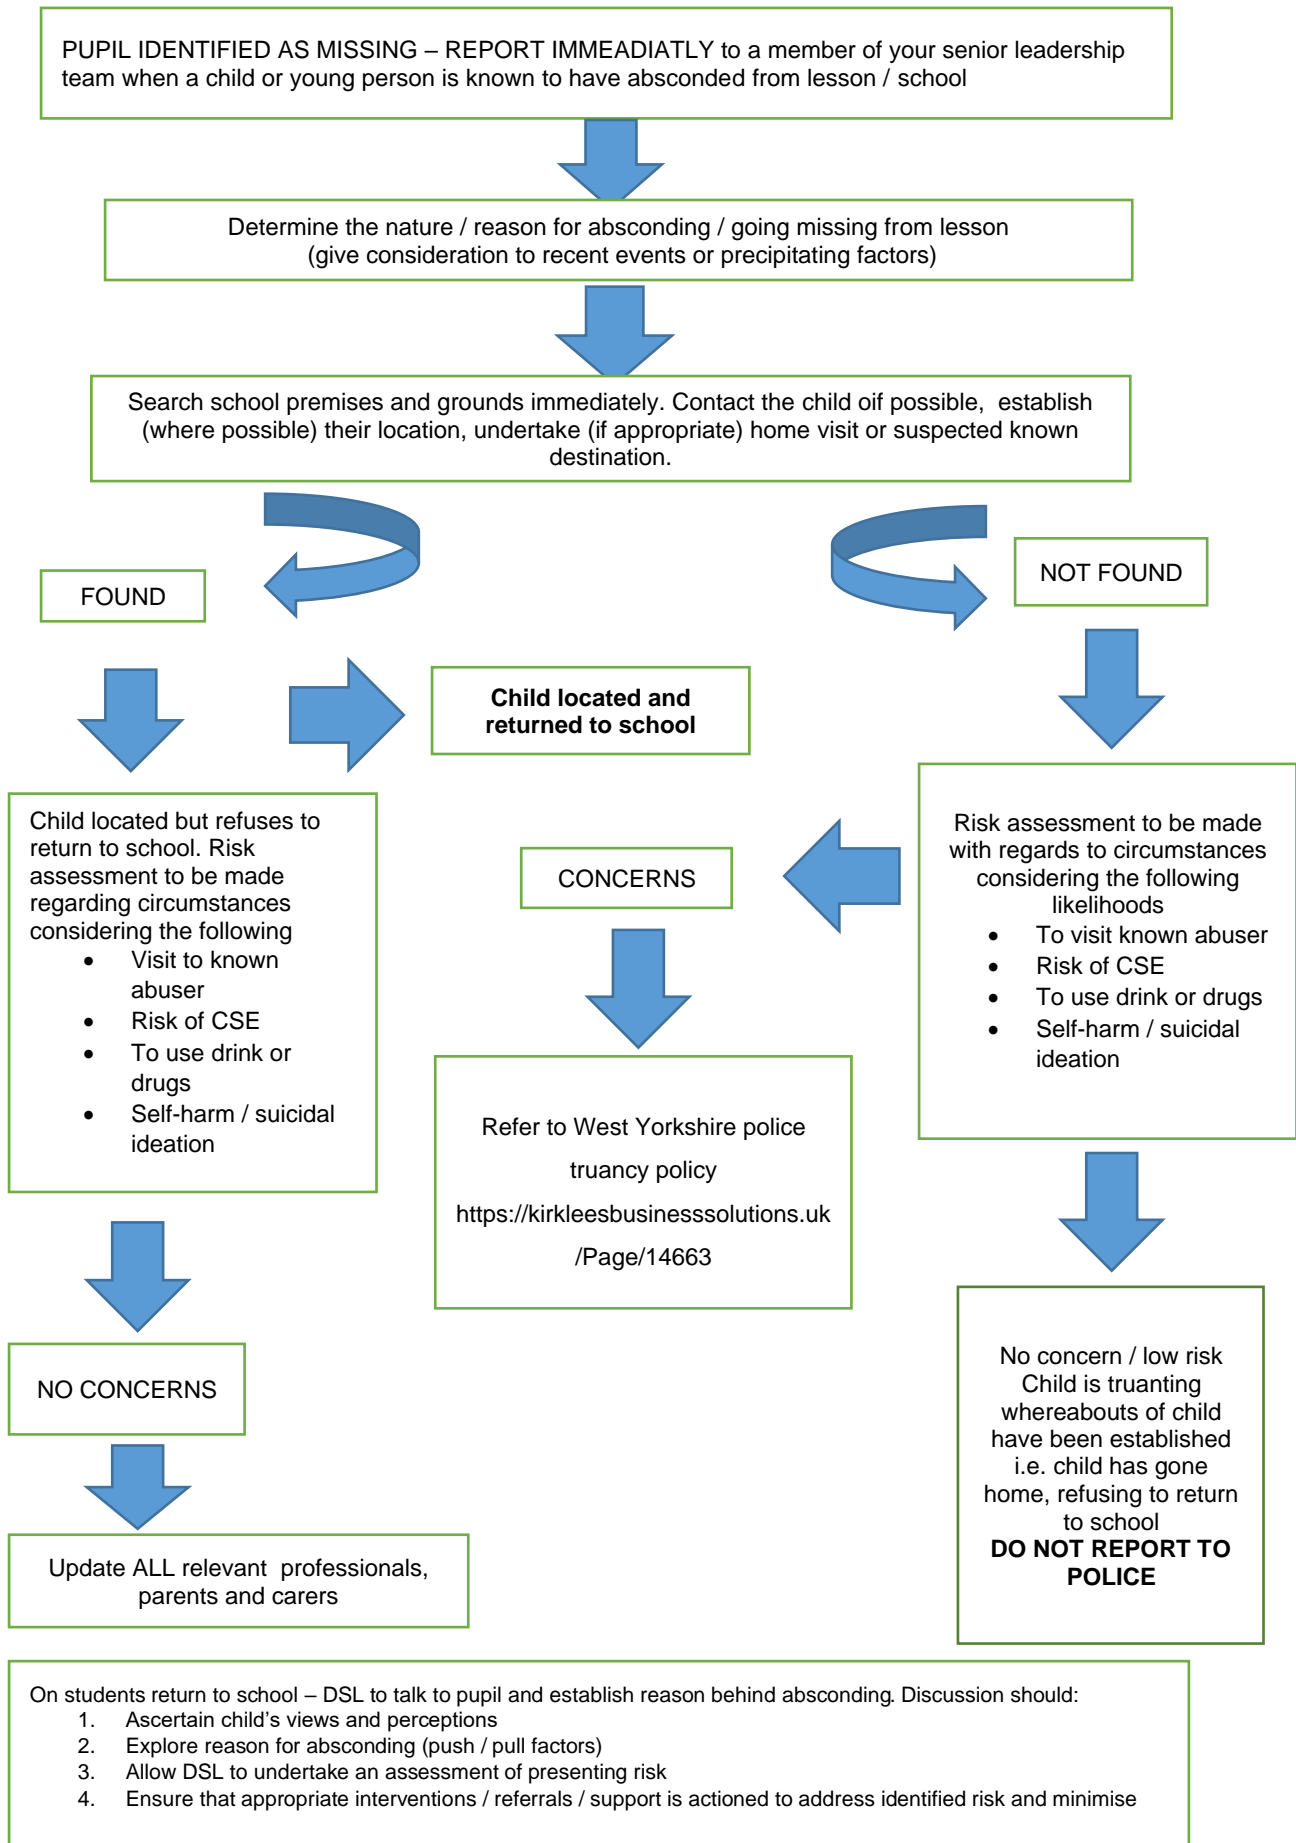 PUPIL IDENTIFIED AS MISSING – REPORT IMMEADIATLY to a member of your senior leadership
team when a child or young person is known to have absconded from lesson / school
Determine the nature / reason for absconding / going missing from lesson
(give consideration to recent events or precipitating factors)
Search school premises and grounds immediately. Contact the child oif possible,  establish
(where possible) their location, undertake (if appropriate) home visit or suspected known
destination.
FOUND
NOT FOUND
Child located and
returned to school
Child located but refuses to
return to school. Risk
assessment to be made
regarding circumstances
considering the following
• Visit to known
abuser
• Risk of CSE
• To use drink or
drugs
• Self-harm / suicidal
ideation
CONCERNS
Risk assessment to be made
with regards to circumstances
considering the following
likelihoods
• To visit known abuser
• Risk of CSE
• To use drink or drugs
• Self-harm / suicidal
ideation
Refer to West Yorkshire police
truancy policy
https://kirkleesbusinesssolutions.uk
/Page/14663
NO CONCERNS
No concern / low risk
Child is truanting
whereabouts of child
have been established
i.e. child has gone
home, refusing to return
to school
DO NOT REPORT TO
POLICE
Update ALL relevant  professionals,
parents and carers
On students return to school – DSL to talk to pupil and establish reason behind absconding. Discussion should:
1. Ascertain child’s views and perceptions
2. Explore reason for absconding (push / pull factors)
3. Allow DSL to undertake an assessment of presenting risk
4. Ensure that appropriate interventions / referrals / support is actioned to address identified risk and minimise